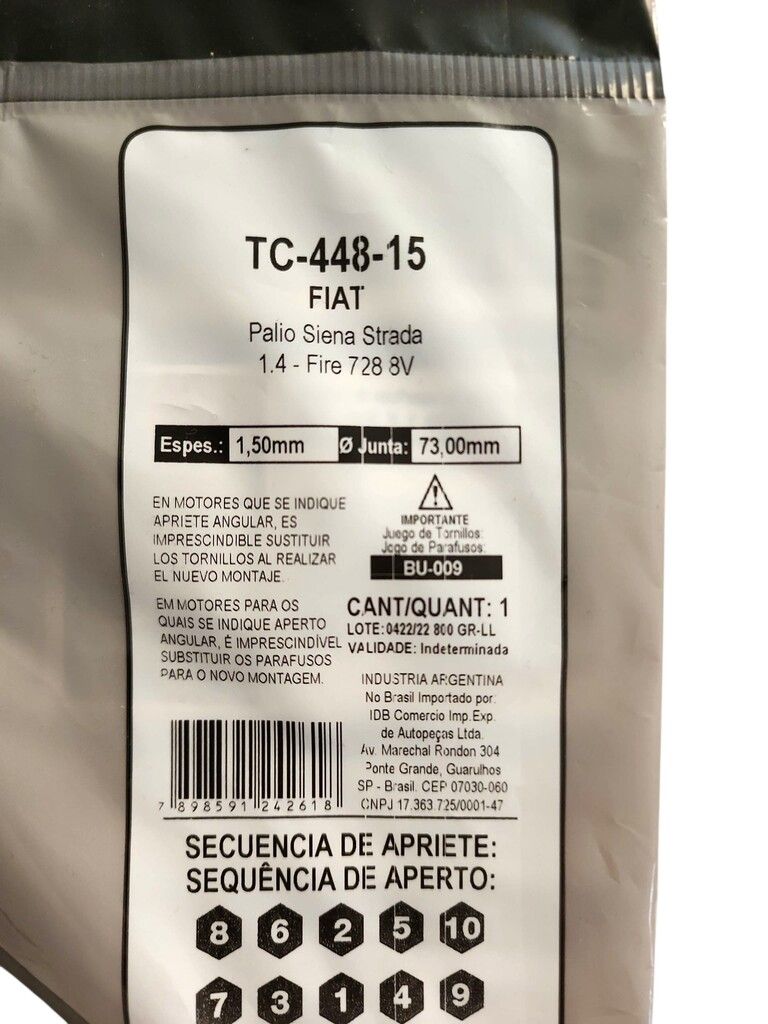 TC-448-15
FIAT
Palio Siena Strada
1.4 - Fire 728 8V
Espes.: 1,50mm Ø Junta: 73,00mm
EN MOTORES QUE SE INDIQUE
APRIETE ANGULAR, ES
IMPRESCINDIBLE SUSTITUIR
LOS TORNILLOS AL REALIZAR
EL NUEVO MONTAJE.
EM MOTORES PARA OS
QUAIS SE INDIQUE APERTO
ANGULAR, É IMPRESCINDÍVEL
SUBSTITUIR OS PARAFUSOS
PARA O NOVO MONTAGEM.
IMPORTANTE
Juego de Tornillos:
Jogo de Parafusos:
BU-009
CANT/QUANT: 1
LOTE: 0422/22 800 GR-LL
VALIDADE: Indeterminada
INDUSTRIA ARGENTINA
No Brasil Importado por:
IDB Comercio Imp.Exp.
de Autopeças Ltda.
Av. Marechal Rondon 304
Ponte Grande, Guarulhos
SP - Brasil. CEP 07030-060
CNPJ 17.363.725/0001-47
7 898591 242618
SECUENCIA DE APRIETE:
SEQUÊNCIA DE APERTO:
8 6 2 5 10
7 3 1 4 9